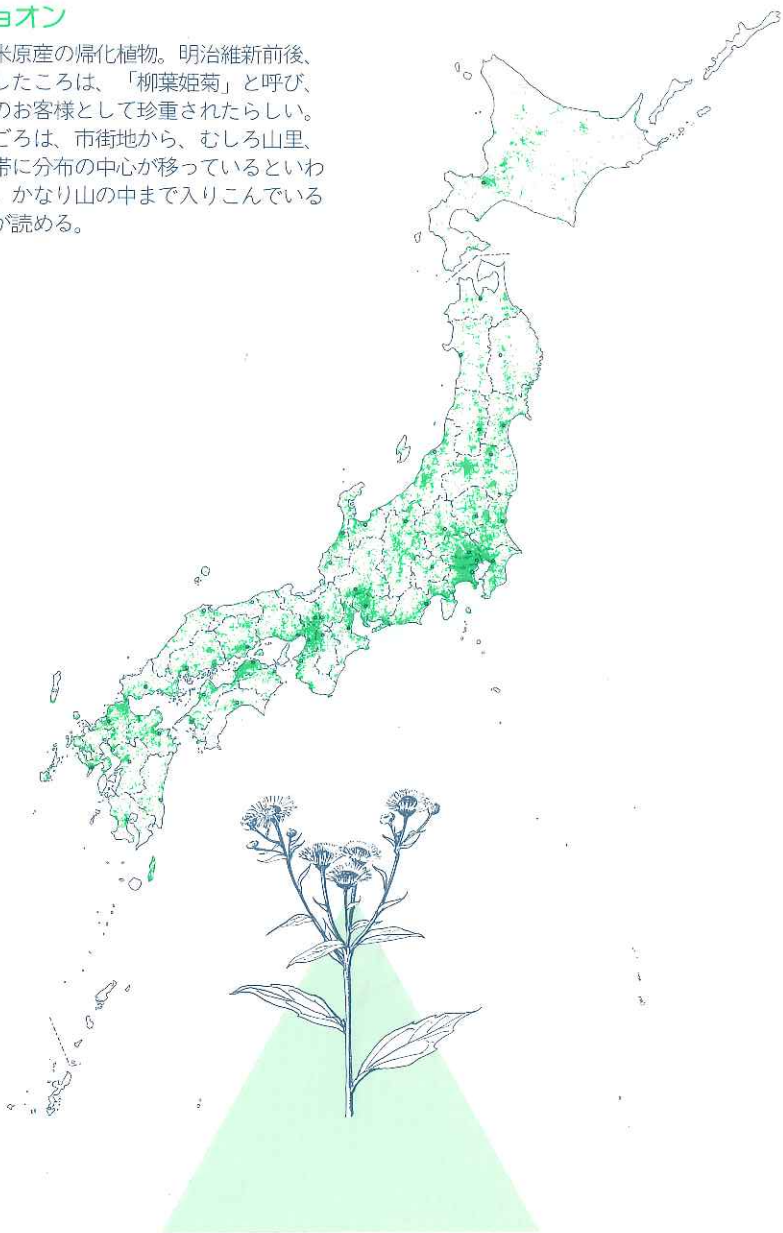 ョオン
米原産の帰化植物。明治維新前後、
したころは、「柳葉姫菊」と呼び、
のお客様として珍重されたらしい。
ごろは、市街地から、むしろ山里、
帯に分布の中心が移っているといわ
かなり山の中まで入りこんでいる
が読める。